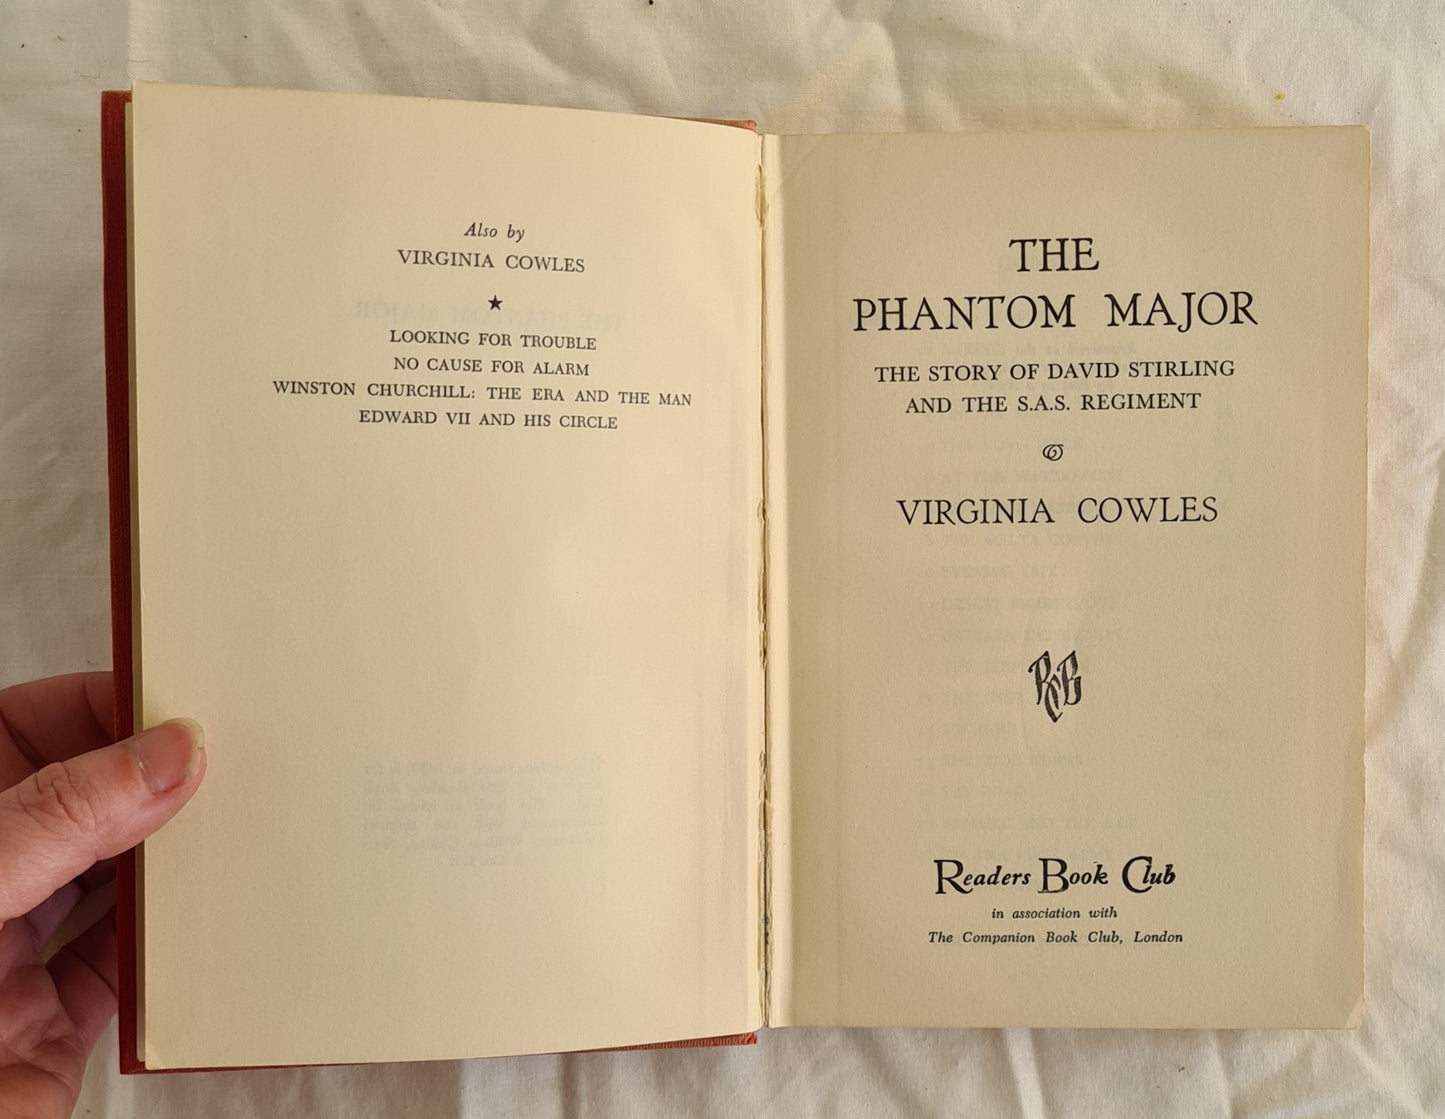 Also by
VIRGINIA COWLES
★
LOOKING FOR TROUBLE
NO CAUSE FOR ALARM
WINSTON CHURCHILL: THE ERA AND THE MAN
EDWARD VII AND HIS CIRCLE
THE
PHANTOM MAJOR
THE STORY OF DAVID STIRLING
AND THE S.A.S. REGIMENT
VIRGINIA COWLES
RCB
Readers Book Club
in association with
The Companion Book Club, London